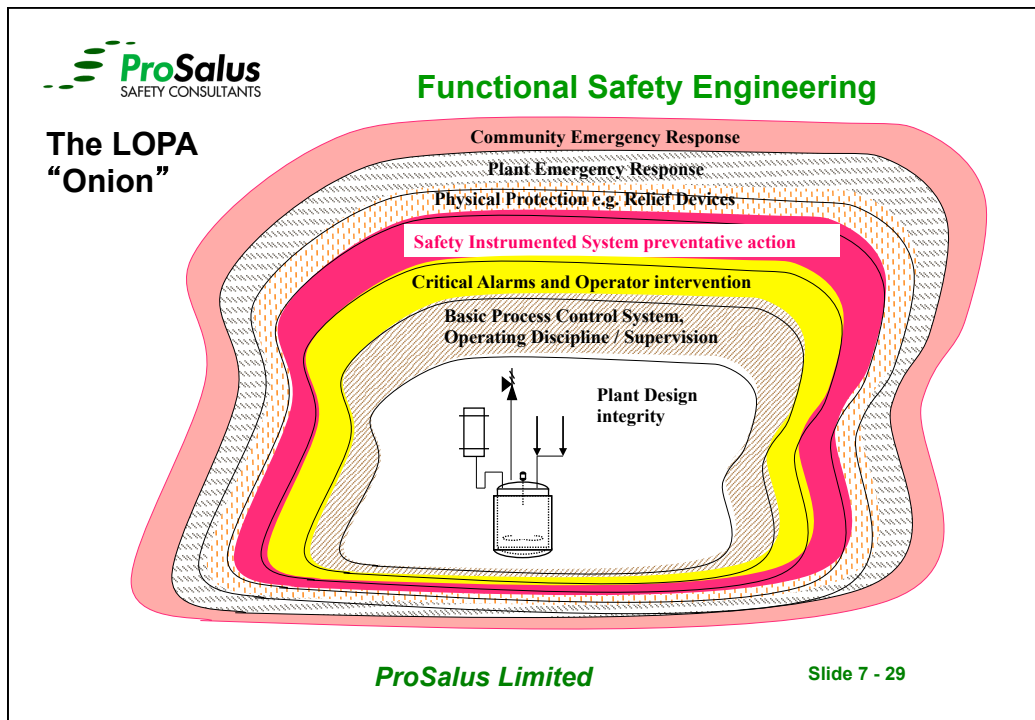 ProSalus
SAFETY CONSULTANTS
Functional Safety Engineering
The LOPA
“Onion”
Community Emergency Response
Plant Emergency Response
Physical Protection e.g. Relief Devices
Safety Instrumented System preventative action
Critical Alarms and Operator intervention
Basic Process Control System,
Operating Discipline / Supervision
Plant Design
integrity
ProSalus Limited
Slide 7 - 29